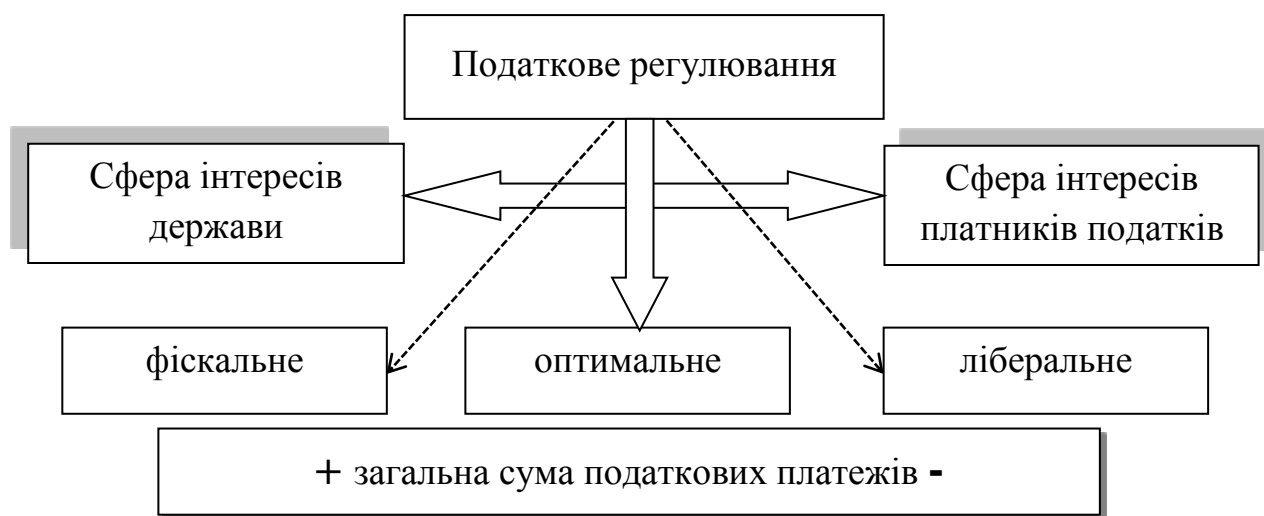 Податкове регулювання
Сфера інтересів
держави
Сфера інтересів
платників податків
фіскальне
оптимальне
ліберальне
+ загальна сума податкових платежів -